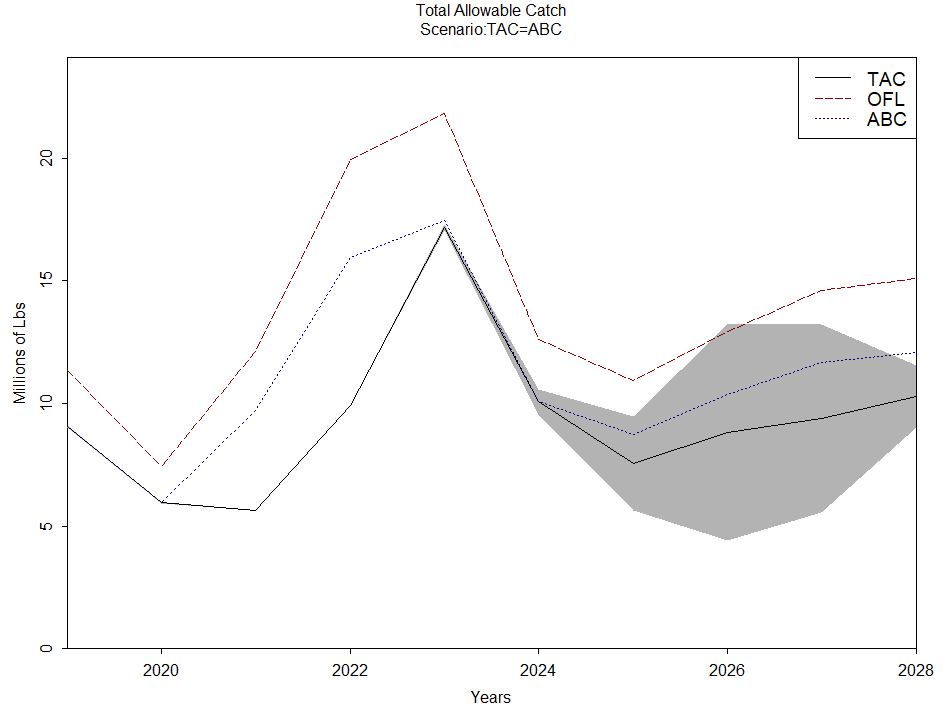 Total Allowable Catch
Scenario:TAC=ABC
TAC
OFL
ABC
Millions of Lbs
20
15
10
5
0
2020
2022
2024
2026
2028
Years